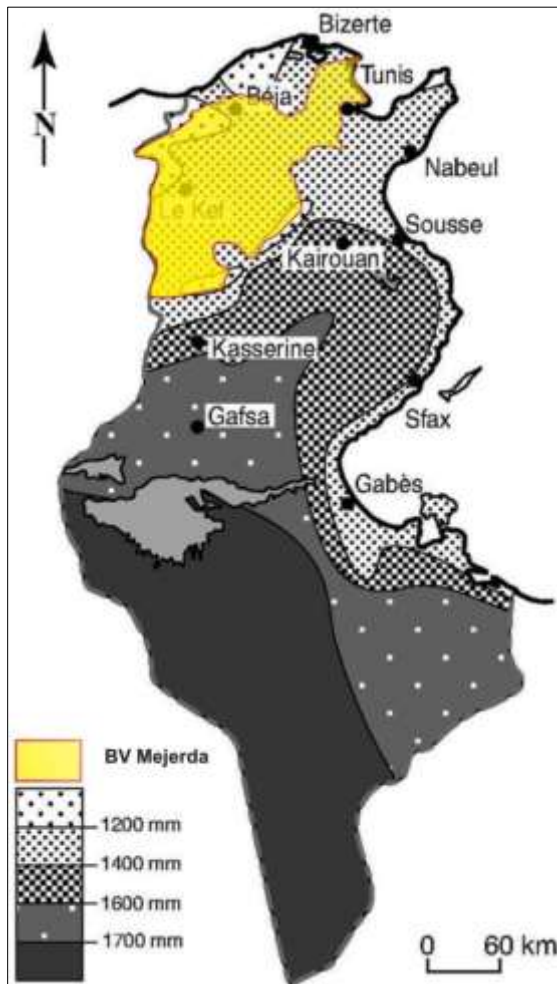 Bizerte
Tunis
Béja
N
Nabeul
Le Kef
Sousse
Kairouan
Kasserine
Sfax
Gafsa
Gabès
BV Mejerda
1200 mm
1400 mm
1600 mm
1700 mm
0 60 km